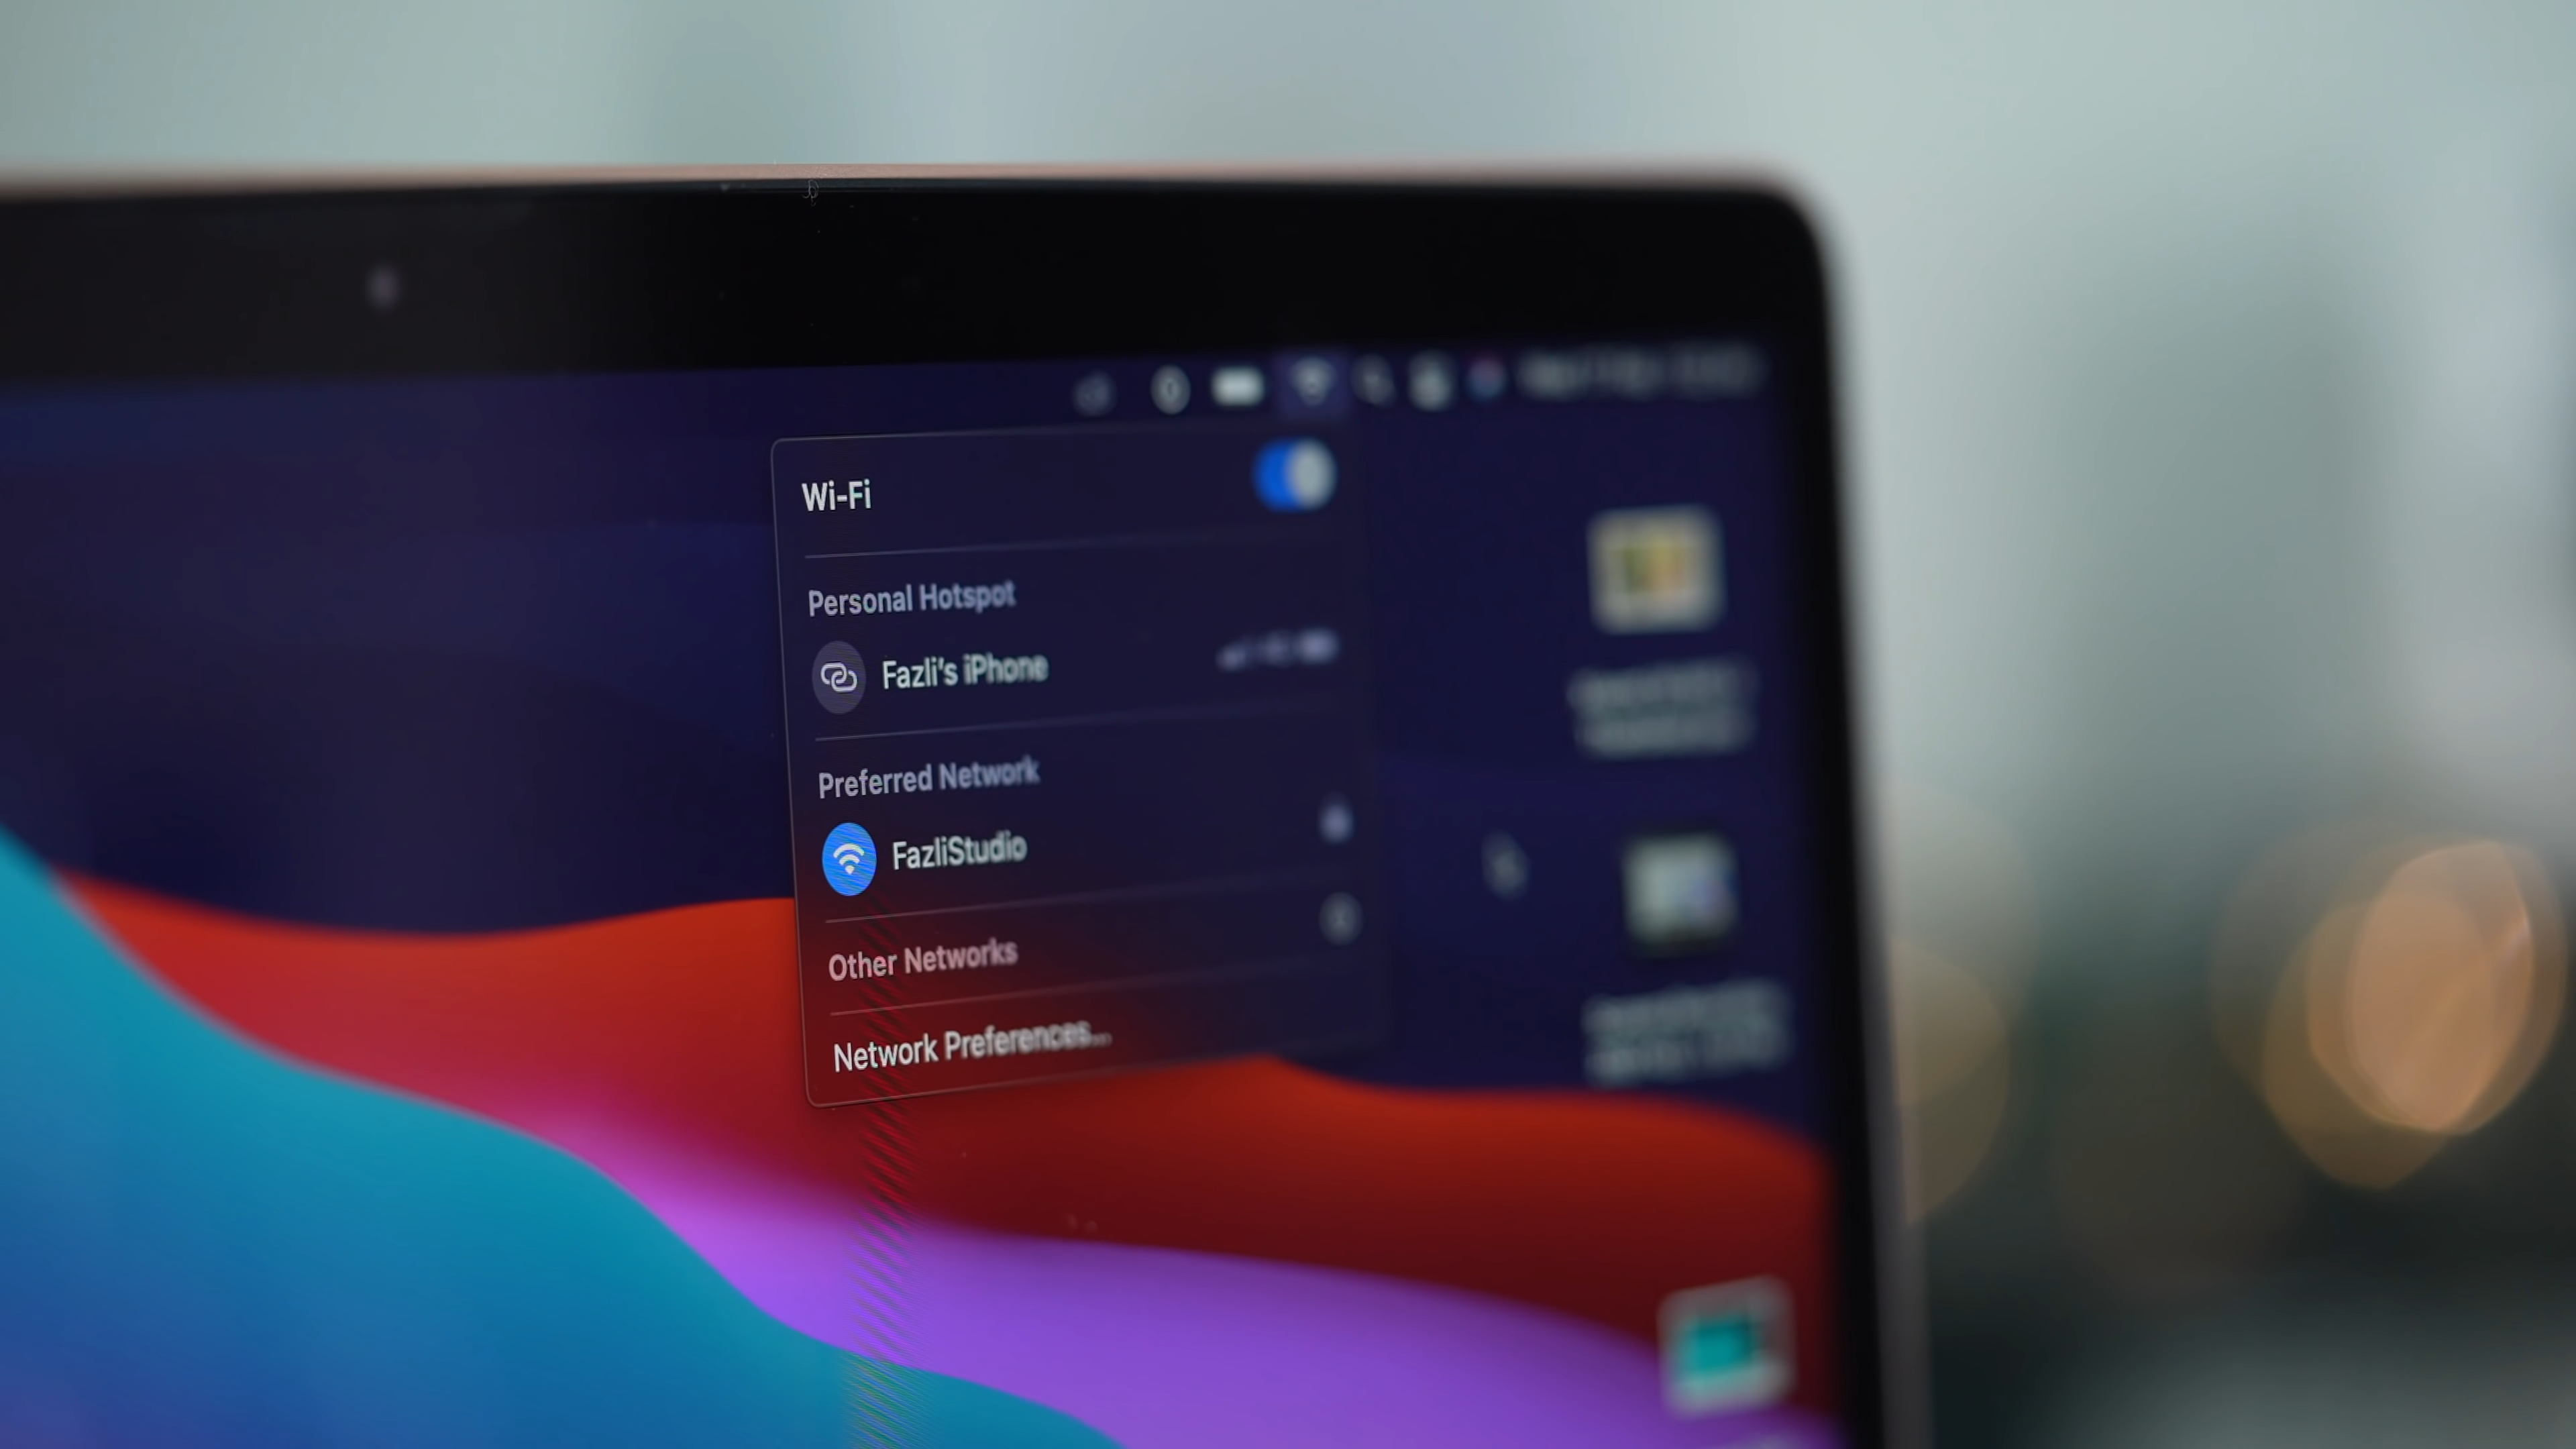 Wi-Fi
Personal Hotspot
Fazli's iPhone
Preferred Network
FazliStudio
Other Networks
Network Preferences...